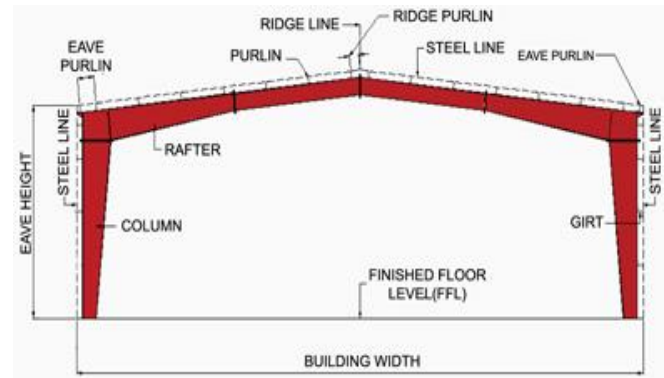 RIDGE LINE
RIDGE PURLIN
EAVE
PURLIN
PURLIN
STEEL LINE
EAVE PURLIN
RAFTER
STEEL LINE
STEEL LINE
EAVE HEIGHT
COLUMN
GIRT
FINISHED FLOOR
LEVEL(FFL)
BUILDING WIDTH